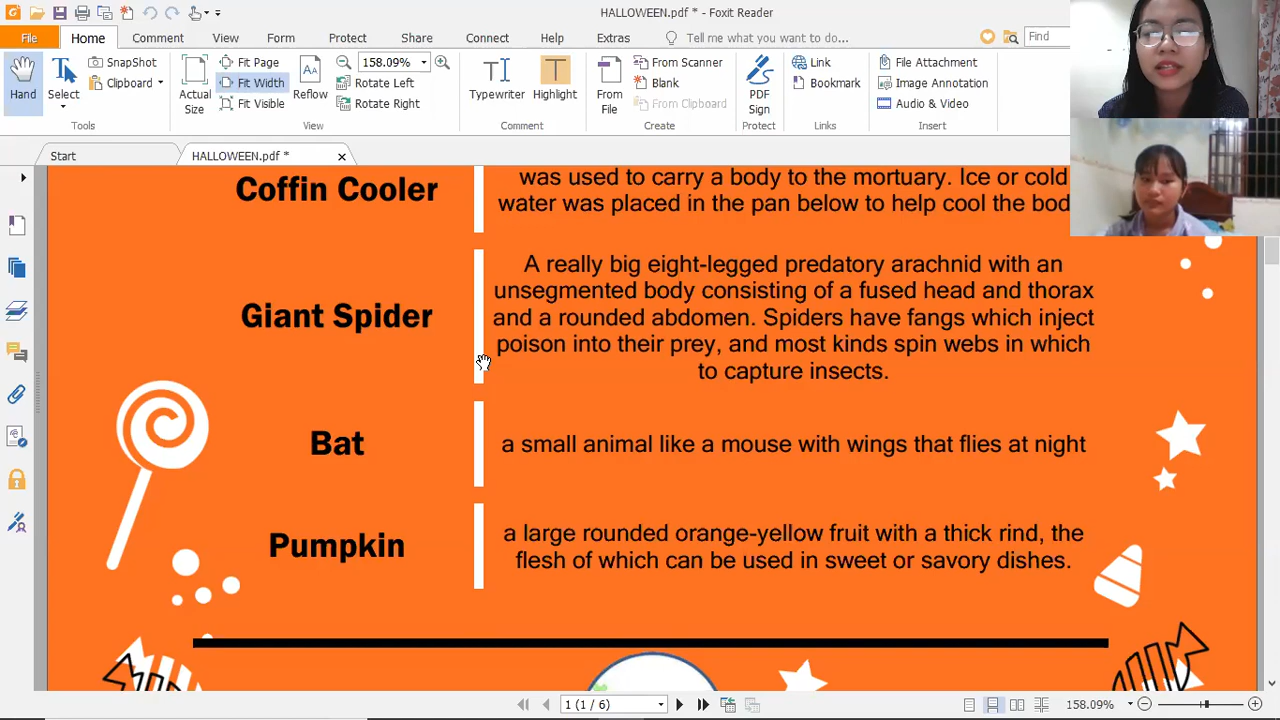 HALLOWEEN.pdf * - Foxit Reader
File Home Comment View Form Protect Share Connect Help Extras Tell me what you want to do... Find
Hand
Select
SnapShot
Clipboard
Tools
Actual Size
Fit Page
Fit Width
Fit Visible
Reflow
158.09%
Rotate Left
Rotate Right
View
Typewriter
Highlight
Comment
From File
From Scanner
Blank
From Clipboard
Create
PDF Sign
Protect
Link
Bookmark
Links
File Attachment
Image Annotation
Audio & Video
Insert
Start
HALLOWEEN.pdf *
Coffin Cooler
was used to carry a body to the mortuary. Ice or cold
water was placed in the pan below to help cool the bod
Giant Spider
A really big eight-legged predatory arachnid with an
unsegmented body consisting of a fused head and thorax
and a rounded abdomen. Spiders have fangs which inject
poison into their prey, and most kinds spin webs in which
to capture insects.
Bat
a small animal like a mouse with wings that flies at night
Pumpkin
a large rounded orange-yellow fruit with a thick rind, the
flesh of which can be used in sweet or savory dishes.
1 (1 / 6)
158.09%